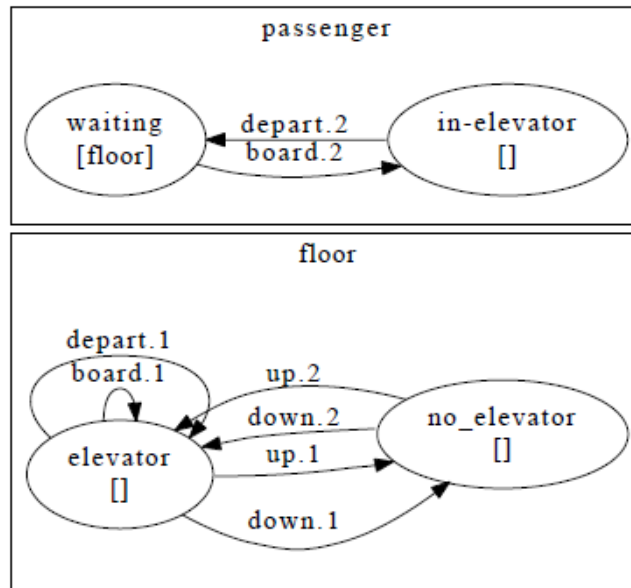 passenger
waiting
[floor]
depart.2
board.2
in-elevator
[]
floor
depart.1
board.1
elevator
[]
up.2
down.2
up.1
down.1
no_elevator
[]